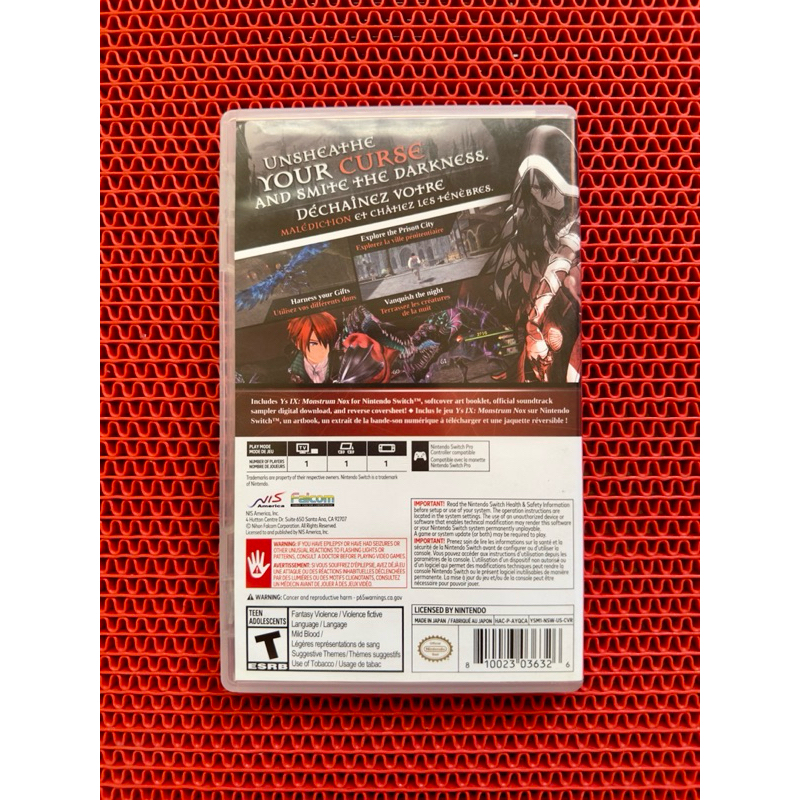 UNSHEATHE
YOUR CURSE
AND SMITE THE DARKNESS.
DÉCHAÎNEZ VOTRE
MALÉDICTION ET CHÂTIEZ LES TÉNÈBRES.
Explore the Prison City
Explorez la ville pénitentiaire
Harness your Gifts
Utilisez vos différents dons
Vanquish the night
Terrassez les créatures
de la nuit
Includes Ys IX: Monstrum Nox for Nintendo Switch™, softcover art booklet, official soundtrack
sampler digital download, and reverse coversheet! ♦ Inclus le jeu Ys IX: Monstrum Nox sur Nintendo
Switch™, un artbook, un extrait de la bande-son numérique à télécharger et une jaquette réversible !
PLAY MODE
MODE DE JEU
TV
NUMBER OF PLAYERS
NOMBRE DE JOUEURS
1 1 1
Nintendo Switch Pro
Controller compatible
Compatible avec la manette
Nintendo Switch Pro
Trademarks are property of their respective owners. Nintendo Switch is a trademark
of Nintendo.
NIS
America
Falcom
NIS America, Inc.
4 Hutton Centre Dr. Suite 650 Santa Ana, CA 92707
© Nihon Falcom Corporation. All Rights Reserved.
Licensed to and published by NIS America, Inc.
IMPORTANT! Read the Nintendo Switch Health & Safety Information
before setup or use of your system. The operation instructions are
located in the system settings. The use of an unauthorized device or
software that enables technical modification may render this game
or your Nintendo Switch system permanently unplayable.
A game or system update (or both) may be required to play.
IMPORTANT! Prenez soin de lire les informations sur la santé et la
sécurité de la Nintendo Switch avant de configurer ou d'utiliser la
console. Vous pouvez accéder aux instructions d'utilisation depuis les
paramètres de la console. L'utilisation d'un dispositif non autorisé ou
d'un logiciel qui permet des modifications techniques peut rendre la
console Nintendo Switch ou le présent logiciel inutilisables de manière
permanente. La mise à jour du jeu et/ou de la console peut être
nécessaire pour pouvoir jouer.
WARNING: IF YOU HAVE EPILEPSY OR HAVE HAD SEIZURES OR
OTHER UNUSUAL REACTIONS TO FLASHING LIGHTS OR
PATTERNS, CONSULT A DOCTOR BEFORE PLAYING VIDEO GAMES.
AVERTISSEMENT: SI VOUS SOUFFREZ D'ÉPILEPSIE, AVEZ DÉJÀ EU
UNE ATTAQUE OU DES RÉACTIONS INHABITUELLES DÉCLENCHÉES
PAR DES LUMIÈRES OU DES MOTIFS CLIGNOTANTS, CONSULTEZ
UN MÉDECIN AVANT DE JOUER À DES JEUX VIDÉO.
WARNING: Cancer and reproductive harm - p65warnings.ca.gov
TEEN
ADOLESCENTS
T
ESRB
Fantasy Violence / Violence fictive
Language / Langage
Mild Blood /
Légères représentations de sang
Suggestive Themes / Thèmes suggestifs
Use of Tobacco / Usage de tabac
LICENSED BY NINTENDO
MADE IN JAPAN / FABRIQUÉ AU JAPON HAC-P-AYQCA YSM1-NSW-US-CVR
Nintendo
8 10023 03632 6